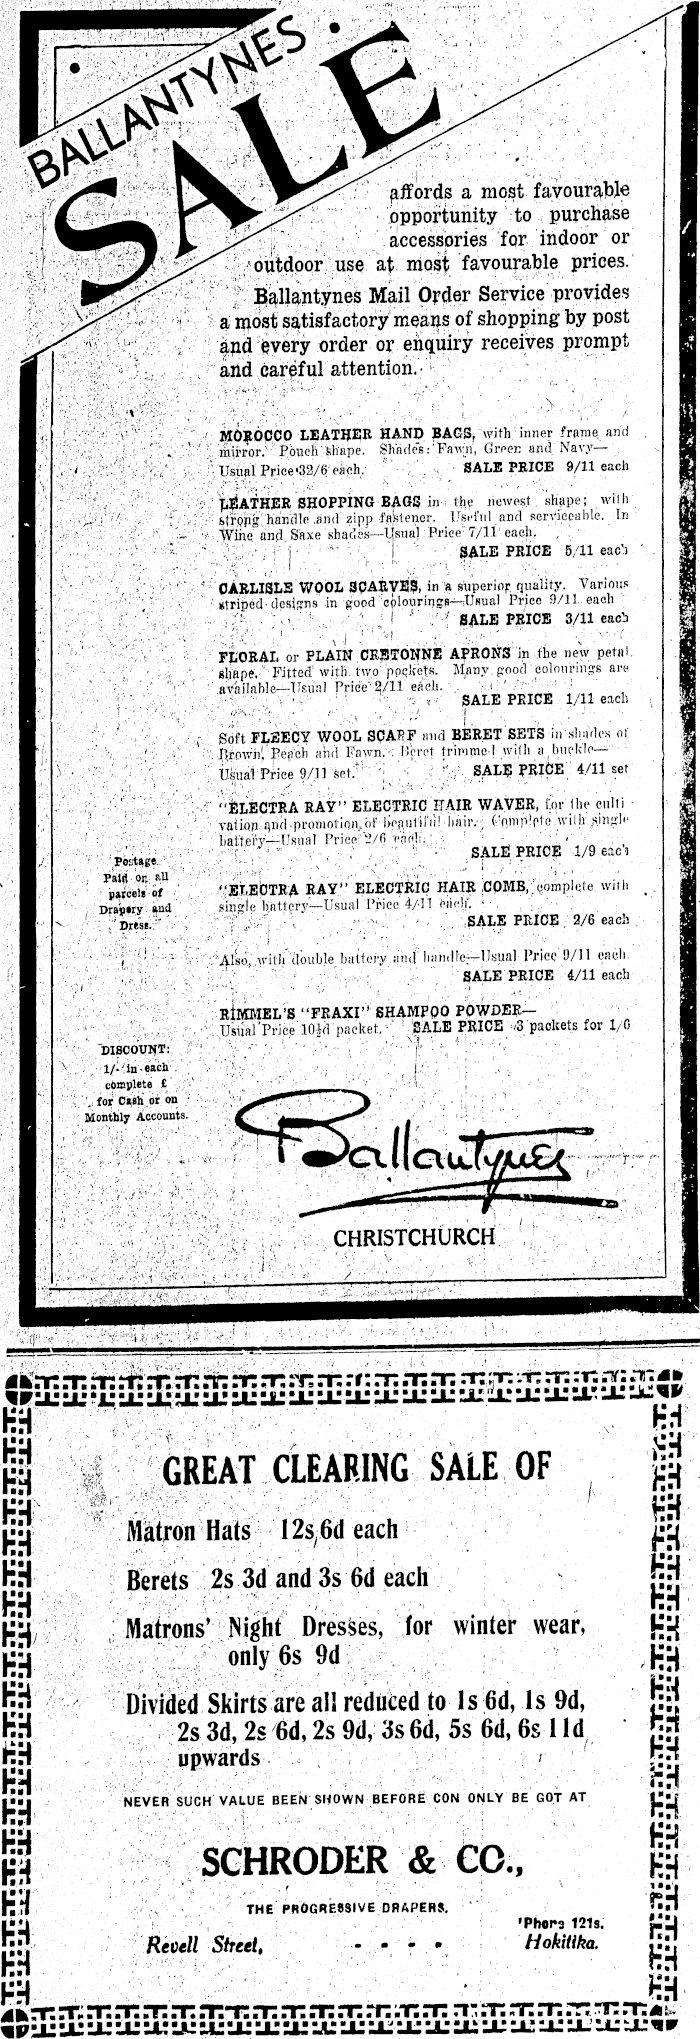 BALLANTYNES
SALE
affords a most favourable
opportunity to purchase
accessories for indoor or
outdoor use at most favourable prices.
Ballantynes Mail Order Service provides
a most satisfactory means of shopping by post
and every order or enquiry receives prompt
and careful attention.
MOROCCO LEATHER HAND BAGS, with inner frame and
mirror. Pouch shape. Shades: Fawn, Green and Navy—
Usual Price 32/6 each. SALE PRICE 9/11 each
LEATHER SHOPPING BAGS in the newest shape; with
strong handle and zipp fastener. Useful and serviceable. In
Wine and Saxe shades—Usual Price 7/11 each.
SALE PRICE 5/11 each
CARLISLE WOOL SCARVES, in a superior quality. Various
striped designs in good colourings—Usual Price 9/11 each
SALE PRICE 3/11 each
FLORAL or PLAIN CRETONNE APRONS in the new petal
shape. Fitted with two pockets. Many good colourings are
available—Usual Price 2/11 each.
SALE PRICE 1/11 each
Soft FLEECY WOOL SCARF and BERET SETS in shades of
Brown, Peach and Fawn. Beret trimmed with a buckle—
Usual Price 9/11 set. SALE PRICE 4/11 set
"ELECTRA RAY" ELECTRIC HAIR WAVER, for the culti
vation and promotion of beautiful hair. Complete with single
battery—Usual Price 2/6 each.
SALE PRICE 1/9 each
"ELECTRA RAY" ELECTRIC HAIR COMB, complete with
single battery—Usual Price 4/11 each.
SALE PRICE 2/6 each
Also, with double battery and handle—Usual Price 9/11 each
SALE PRICE 4/11 each
RIMMEL'S "FRAXI" SHAMPOO POWDER—
Usual Price 10½d packet. SALE PRICE 3 packets for 1/6
Postage
Paid on all
parcels of
Drapery and
Dress.
DISCOUNT:
1/- in each
complete £
for Cash or on
Monthly Accounts.
Ballantynes
CHRISTCHURCH
GREAT CLEARING SALE OF
Matron Hats 12s 6d each
Berets 2s 3d and 3s 6d each
Matrons' Night Dresses, for winter wear,
only 6s 9d
Divided Skirts are all reduced to 1s 6d, 1s 9d,
2s 3d, 2s 6d, 2s 9d, 3s 6d, 5s 6d, 6s 11d
upwards
NEVER SUCH VALUE BEEN SHOWN BEFORE CON ONLY BE GOT AT
SCHRODER & CO.,
THE PROGRESSIVE DRAPERS.
'Phone 121s.
Revell Street, - - - - Hokitika.